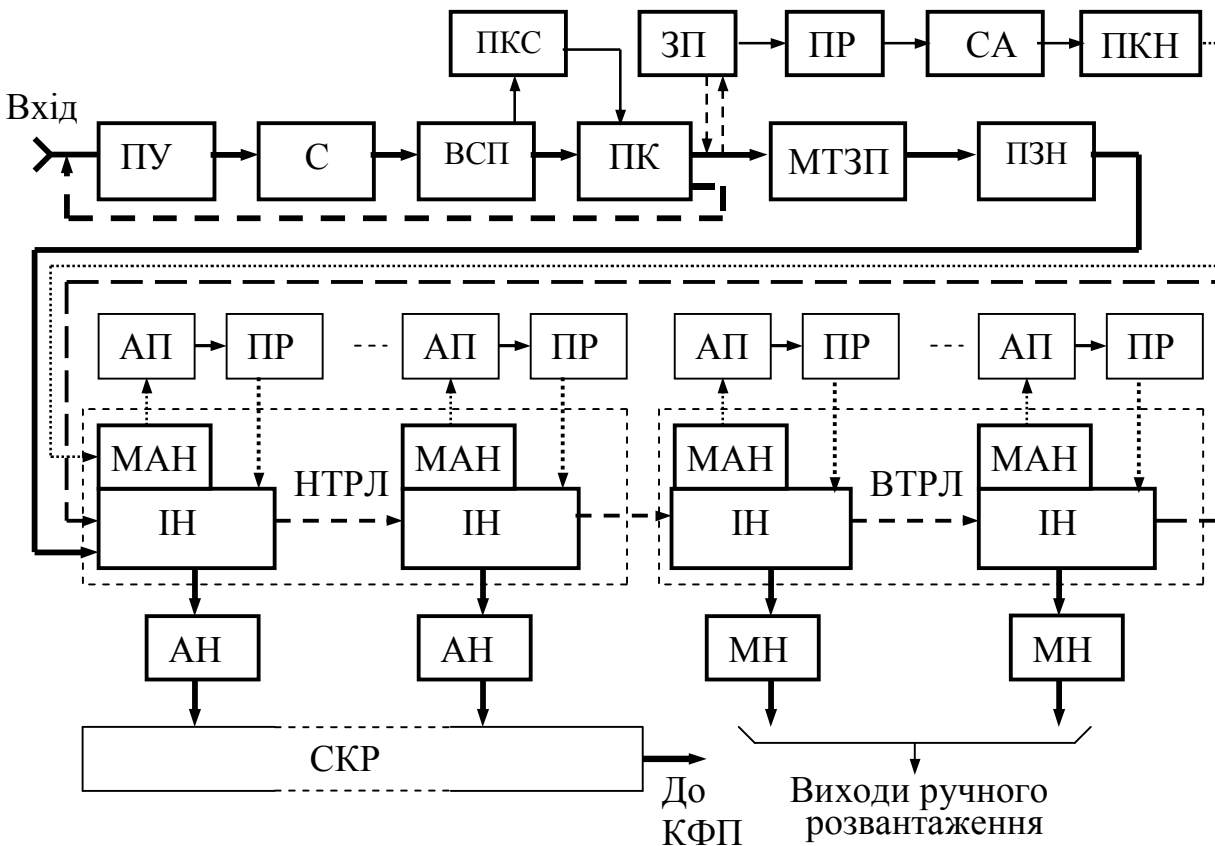 ПКС
ЗП
ПР
СА
ПКН
Вхід
ПУ
С
ВСП
ПК
МТЗП
ПЗН
АП
ПР
АП
ПР
АП
ПР
АП
ПР
МАН
НТРЛ
МАН
МАН
ВТРЛ
МАН
ІН
ІН
ІН
ІН
АН
АН
МН
МН
СКР
До
КФП
Виходи ручного
розвантаження